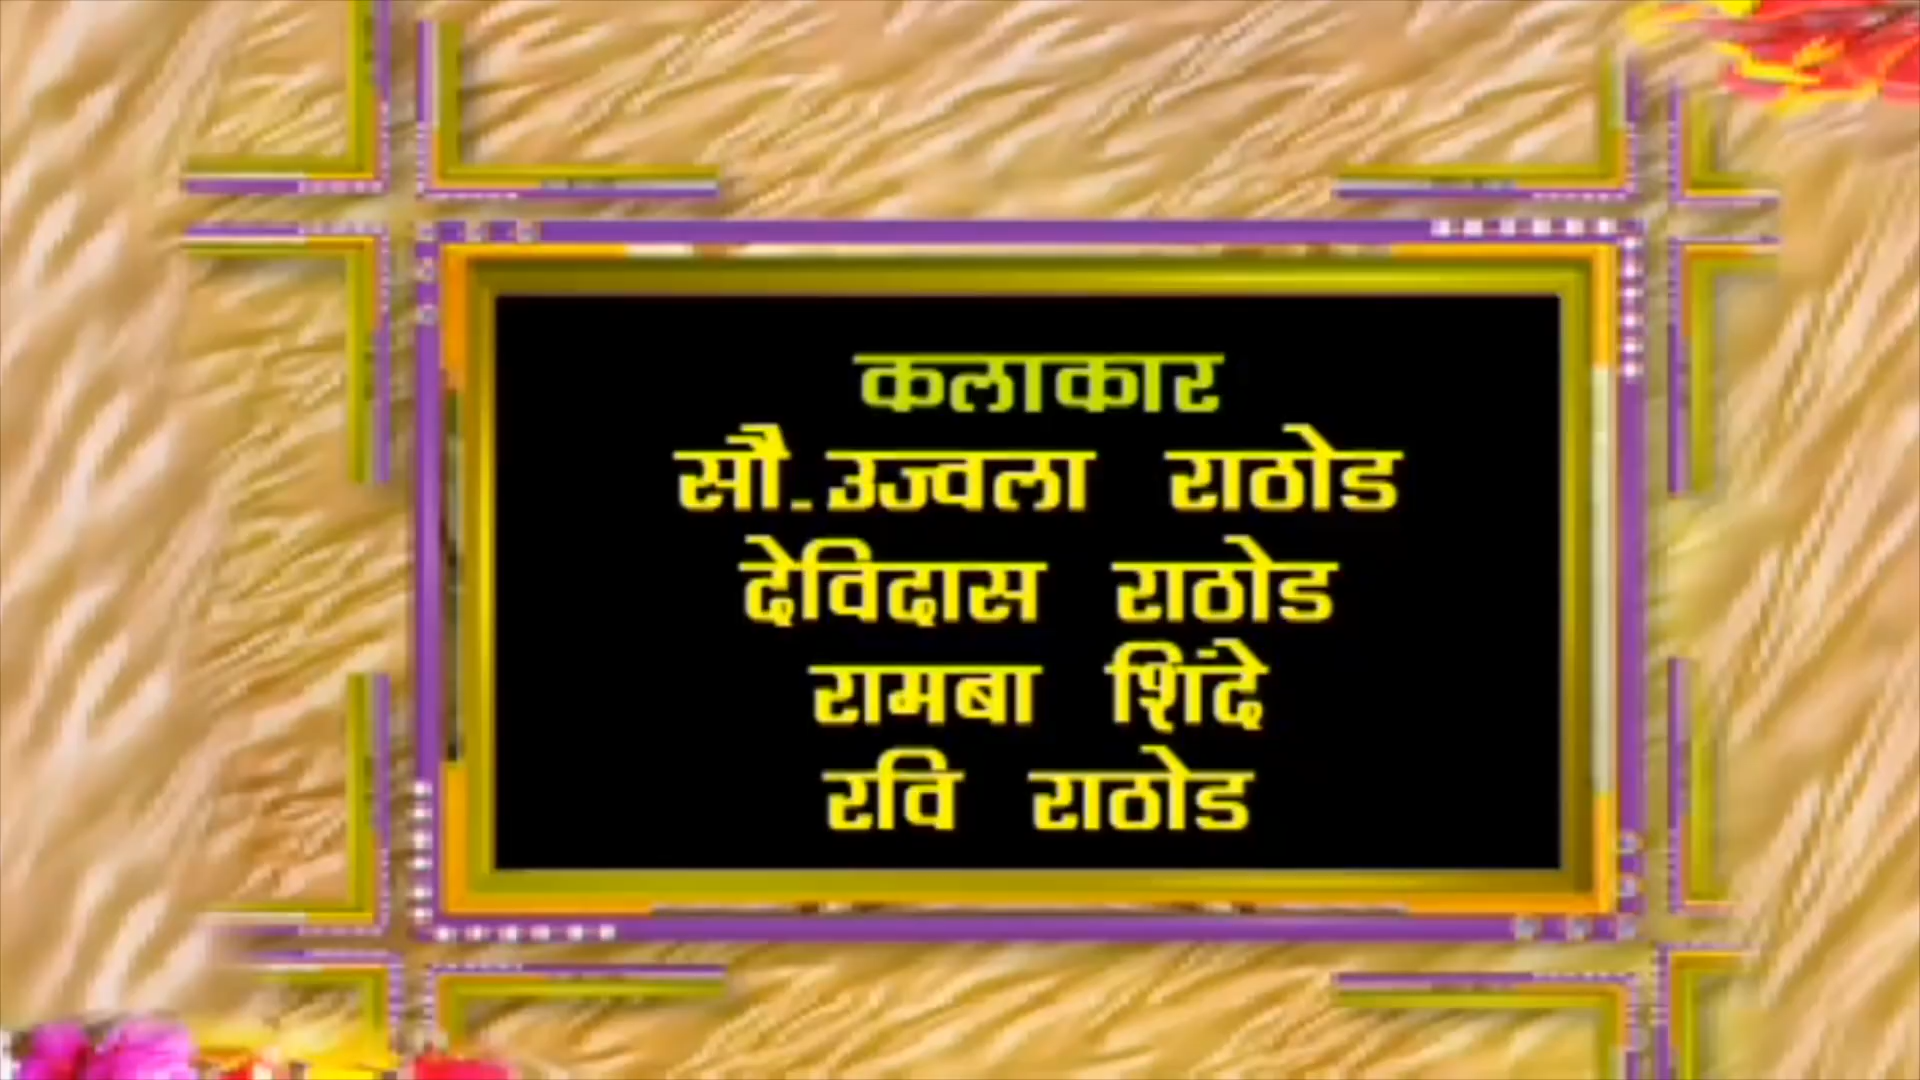 कलाकार
सौ.उज्वला राठोड
देविदास राठोड
रामबा शिंदे
रवि राठोड